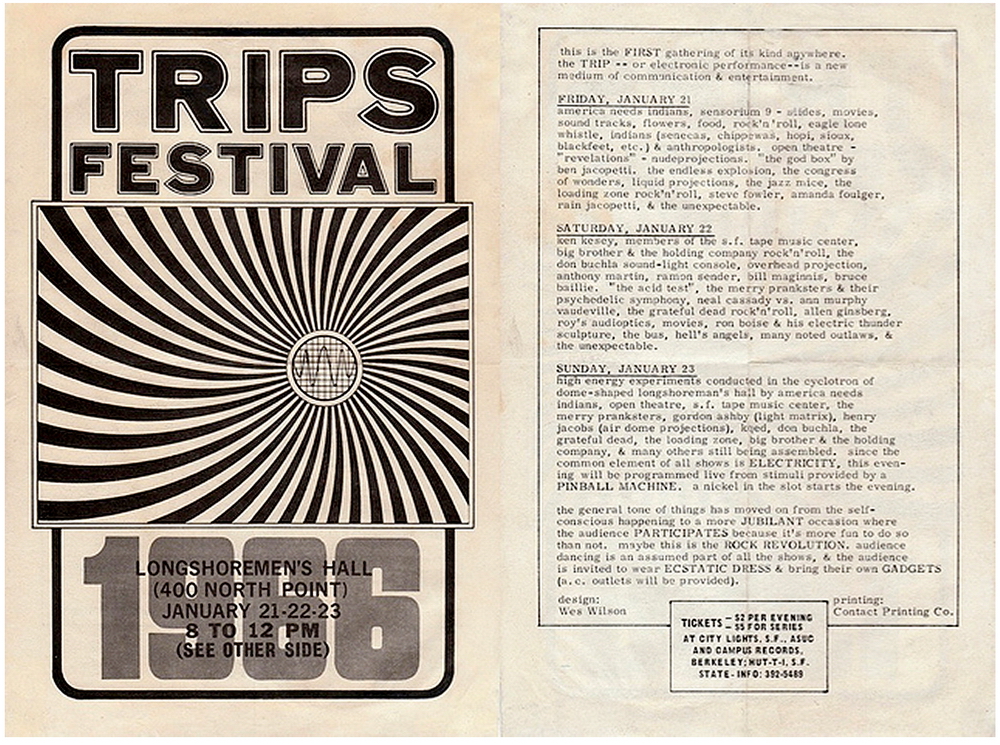 TRIPS
FESTIVAL
1966
LONGSHOREMEN'S HALL
(400 NORTH POINT)
JANUARY 21-22-23
8 TO 12 PM
(SEE OTHER SIDE)
this is the FIRST gathering of its kind anywhere.
the TRIP -- or electronic performance--is a new
medium of communication & entertainment.
FRIDAY, JANUARY 21
america needs indians, sensorium 9 - slides, movies,
sound tracks, flowers, food, rock'n'roll, eagle lone
whistle, indians (senecas, chippewas, hopi, sioux,
blackfeet, etc.) & anthropologists. open theatre -
"revelations" - nudeprojections. "the god box" by
ben jacopetti. the endless explosion, the congress
of wonders, liquid projections, the jazz mice, the
loading zone rock'n'roll, steve fowler, amanda foulger,
rain jacopetti, & the unexpectable.
SATURDAY, JANUARY 22
ken kesey, members of the s.f. tape music center,
big brother & the holding company rock'n'roll, the
don buchla sound-light console, overhead projection,
anthony martin, ramon sender, bill maginnis, bruce
baillie. "the acid test", the merry pranksters & their
psychedelic symphony, neal cassady vs. ann murphy
vaudeville, the grateful dead rock'n'roll, allen ginsberg,
roy's audioptics, movies, ron boise & his electric thunder
sculpture, the bus, hell's angels, many noted outlaws, &
the unexpectable.
SUNDAY, JANUARY 23
high energy experiments conducted in the cyclotron of
dome-shaped longshoreman's hall by america needs
indians, open theatre, s.f. tape music center, the
merry pranksters, gordon ashby (light matrix), henry
jacobs (air dome projections), kqed, don buchla, the
grateful dead, the loading zone, big brother & the holding
company, & many others still being assembled. since the
common element of all shows is ELECTRICITY, this even-
ing will be programmed live from stimuli provided by a
PINBALL MACHINE. a nickel in the slot starts the evening.
the general tone of things has moved on from the self-
conscious happening to a more JUBILANT occasion where
the audience PARTICIPATES because it's more fun to do so
than not. maybe this is the ROCK REVOLUTION. audience
dancing is an assumed part of all the shows, & the audience
is invited to wear ECSTATIC DRESS & bring their own GADGETS
(a.c. outlets will be provided).
design:
Wes Wilson
printing:
Contact Printing Co.
TICKETS - $2 PER EVENING
- $5 FOR SERIES
AT CITY LIGHTS, S.F., ASUC
AND CAMPUS RECORDS,
BERKELEY; HUT-T-1, S.F.
STATE - INFO: 392-5489